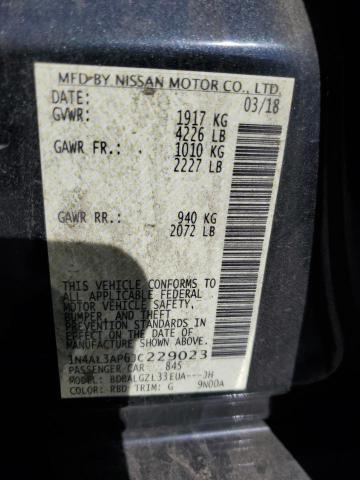 MFD BY NISSAN MOTOR CO., LTD.
DATE: 03/18
GVWR: 1917 KG
4226 LB
GAWR FR.: 1010 KG
2227 LB
GAWR RR.: 940 KG
2072 LB
THIS VEHICLE CONFORMS TO
ALL APPLICABLE FEDERAL
MOTOR VEHICLE SAFETY,
BUMPER, AND THEFT
PREVENTION STANDARDS IN
EFFECT ON THE DATE OF
MANUFACTURE SHOWN ABOVE.
1N4AL3AP6JC229023
PASSENGER CAR 845
MODEL: BDBALGZL33EUA---JH
COLOR: RBD TRIM: G 9N00A